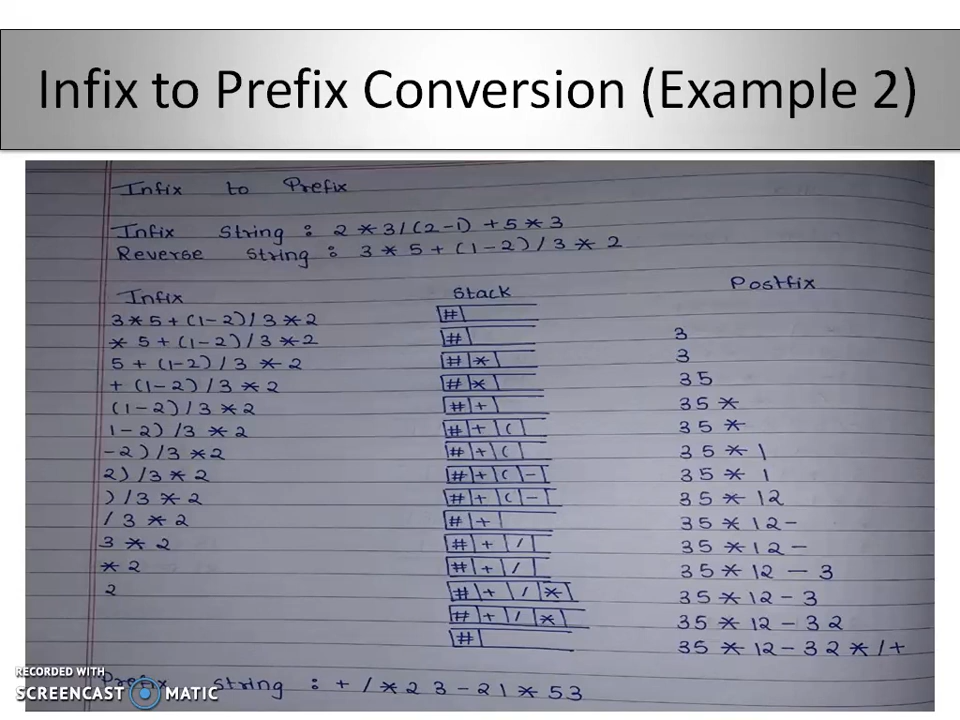 Infix to Prefix Conversion (Example 2)
Infix to Prefix
Infix String : 2 * 3 / (2 - 1) + 5 * 3
Reverse String : 3 * 5 + (1 - 2) / 3 * 2
Infix Stack Postfix
3 * 5 + (1 - 2) / 3 * 2 #
* 5 + (1 - 2) / 3 * 2 # 3
5 + (1 - 2) / 3 * 2 # * 3
+ (1 - 2) / 3 * 2 # * 3 5
(1 - 2) / 3 * 2 # + 3 5 *
1 - 2) / 3 * 2 # + ( 3 5 *
- 2) / 3 * 2 # + ( 3 5 * 1
2) / 3 * 2 # + ( - 3 5 * 1
) / 3 * 2 # + ( - 3 5 * 1 2
/ 3 * 2 # + 3 5 * 1 2 -
3 * 2 # + / 3 5 * 1 2 -
* 2 # + / 3 5 * 1 2 - 3
2 # + / * 3 5 * 1 2 - 3
# + / * 3 5 * 1 2 - 3 2
# 3 5 * 1 2 - 3 2 * / +
Prefix String : + / * 2 3 - 2 1 * 5 3
RECORDED WITH
SCREENCAST MATIC